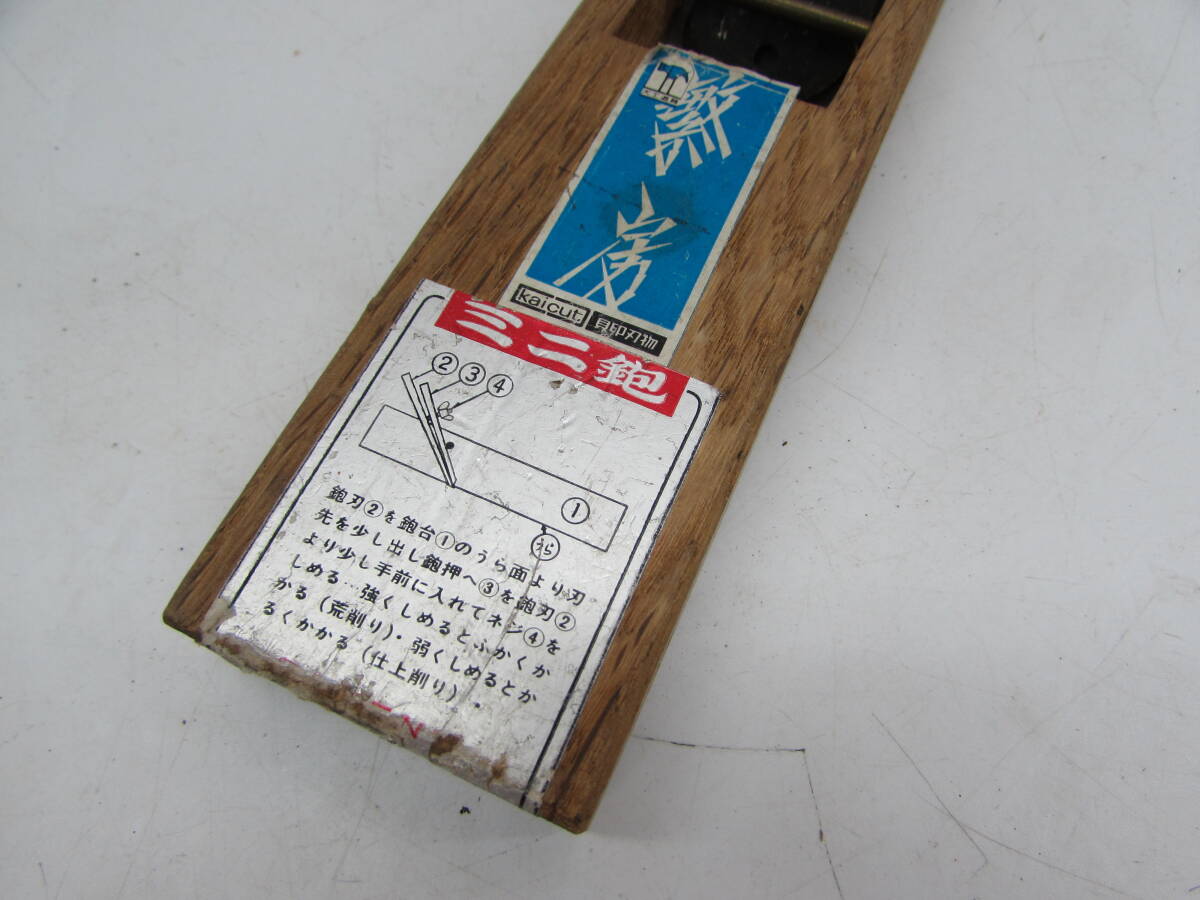 kaicut
貝印刃物
ミニ鉋
②③④
①
うら
鉋刃②を鉋台①のうら面より刃
先を少し出し鉋押へ③を鉋刃②
より少し手前に入れてネジ④を
しめる…強くしめるとふかくか
かる(荒削り)・弱くしめるとか
るくかかる(仕上削り)・